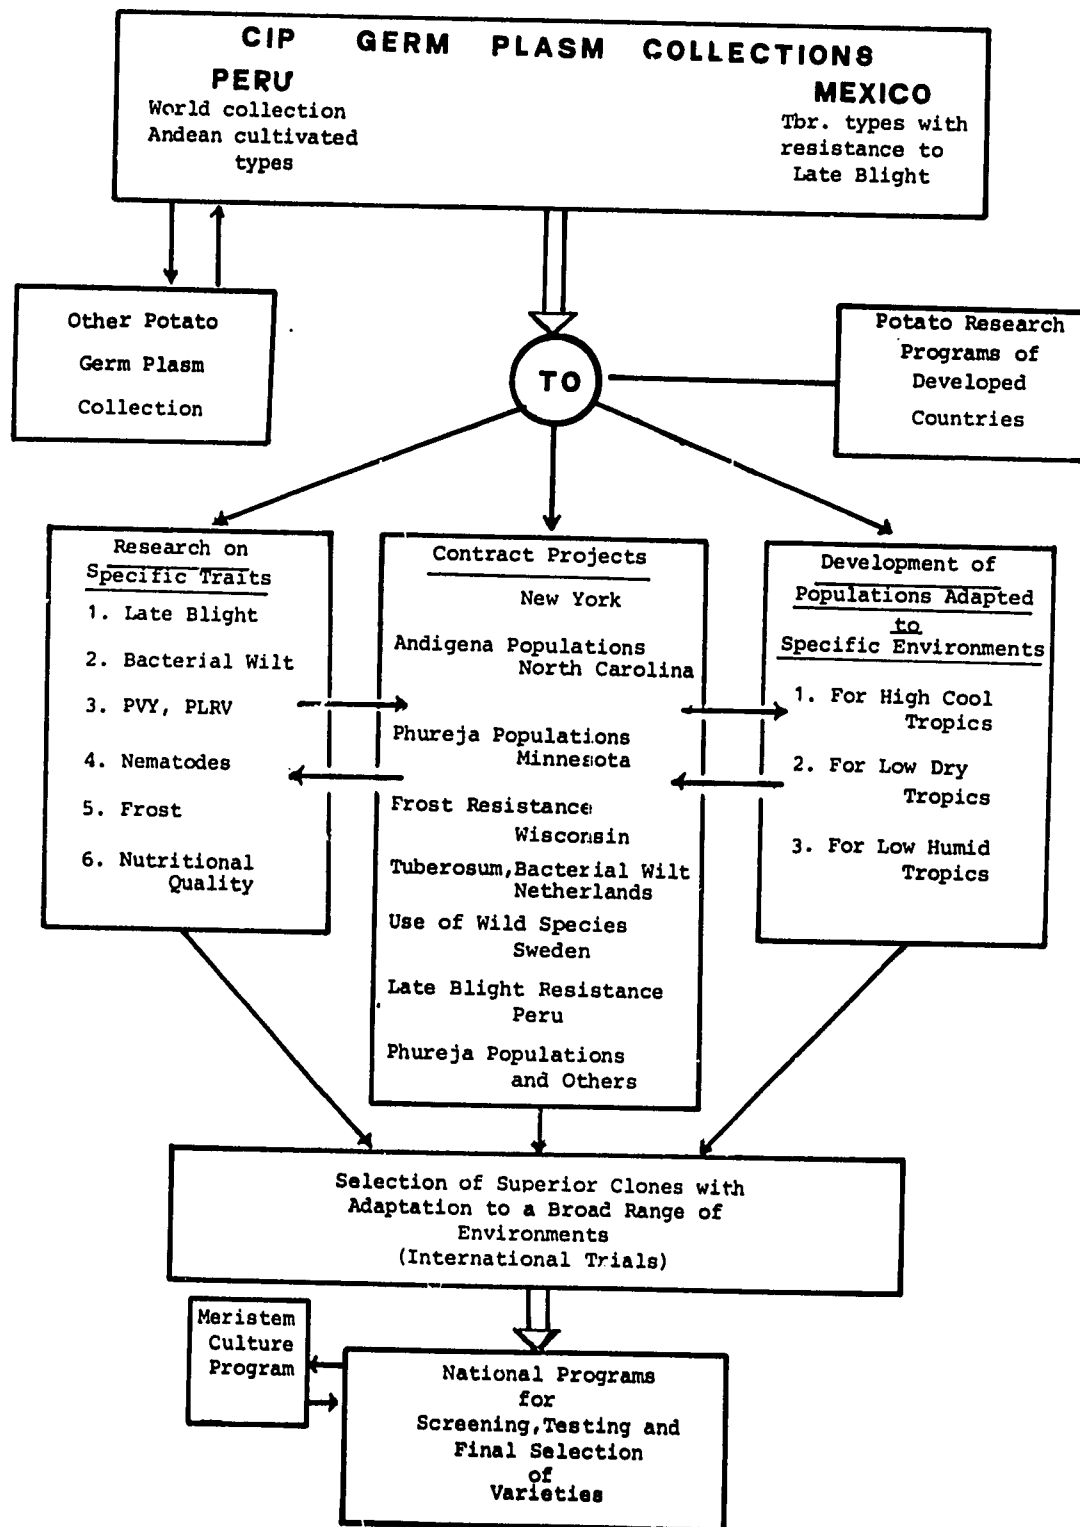 CIP GERM PLASM COLLECTIONS
PERU
World collection
Andean cultivated
types
MEXICO
Tbr. types with
resistance to
Late Blight
Other Potato
Germ Plasm
Collection
TO
Potato Research
Programs of
Developed
Countries
Research on
Specific Traits
1. Late Blight
2. Bacterial Wilt
3. PVY, PLRV
4. Nematodes
5. Frost
6. Nutritional
Quality
Contract Projects
New York
Andigena Populations
North Carolina
Phureja Populations
Minnesota
Frost Resistance
Wisconsin
Tuberosum,Bacterial Wilt
Netherlands
Use of Wild Species
Sweden
Late Blight Resistance
Peru
Phureja Populations
and Others
Development of
Populations Adapted
to
Specific Environments
1. For High Cool
Tropics
2. For Low Dry
Tropics
3. For Low Humid
Tropics
Selection of Superior Clones with
Adaptation to a Broad Range of
Environments
(International Trials)
Meristem
Culture
Program
National Programs
for
Screening,Testing and
Final Selection
of
Varieties